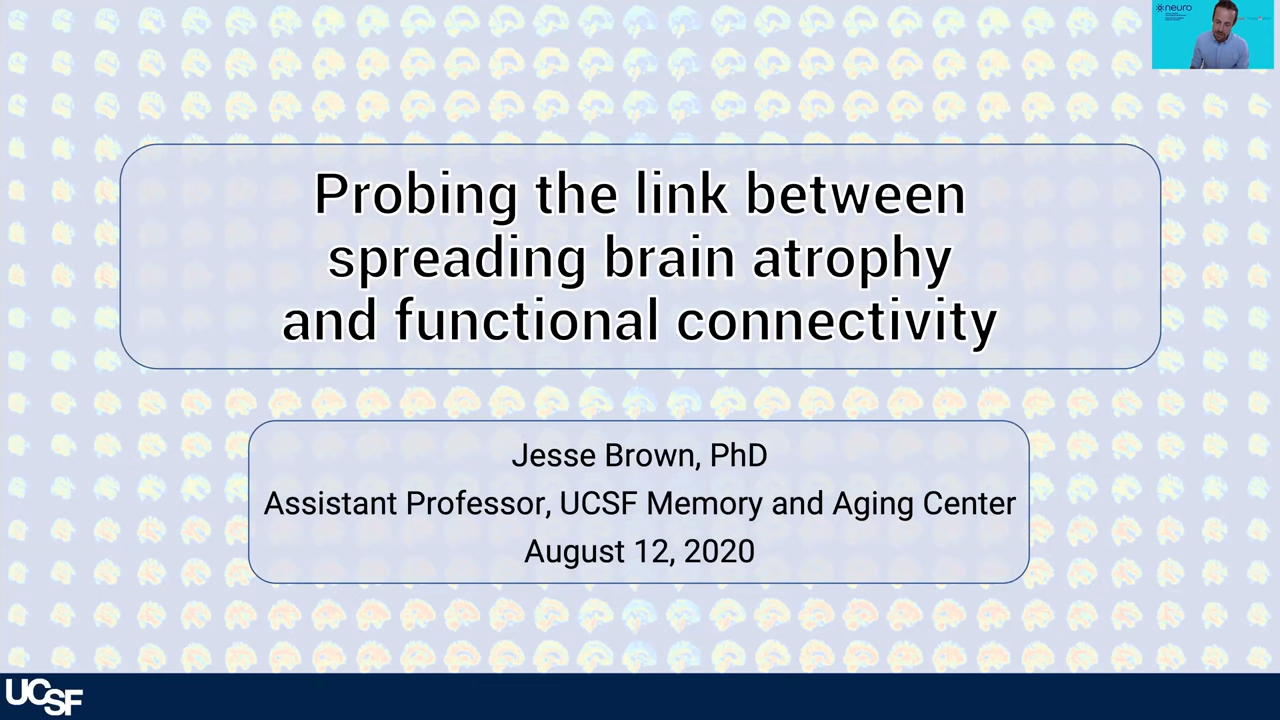 neuro
Probing the link between
spreading brain atrophy
and functional connectivity
Jesse Brown, PhD
Assistant Professor, UCSF Memory and Aging Center
August 12, 2020
UCSF